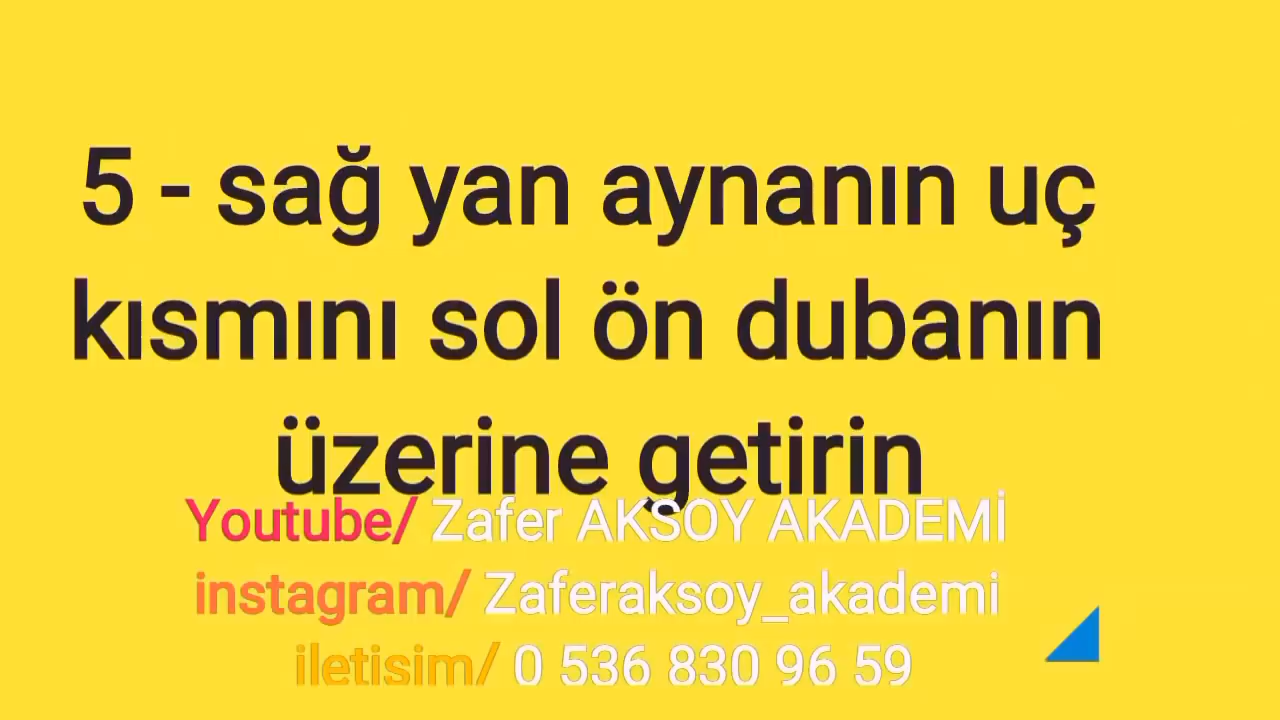 5 - sağ yan aynanın uç
kısmını sol ön dubanın
üzerine getirin
Youtube/ Zafer AKSOY AKADEMİ
instagram/ Zaferaksoy_akademi
iletisim/ 0 536 830 96 59